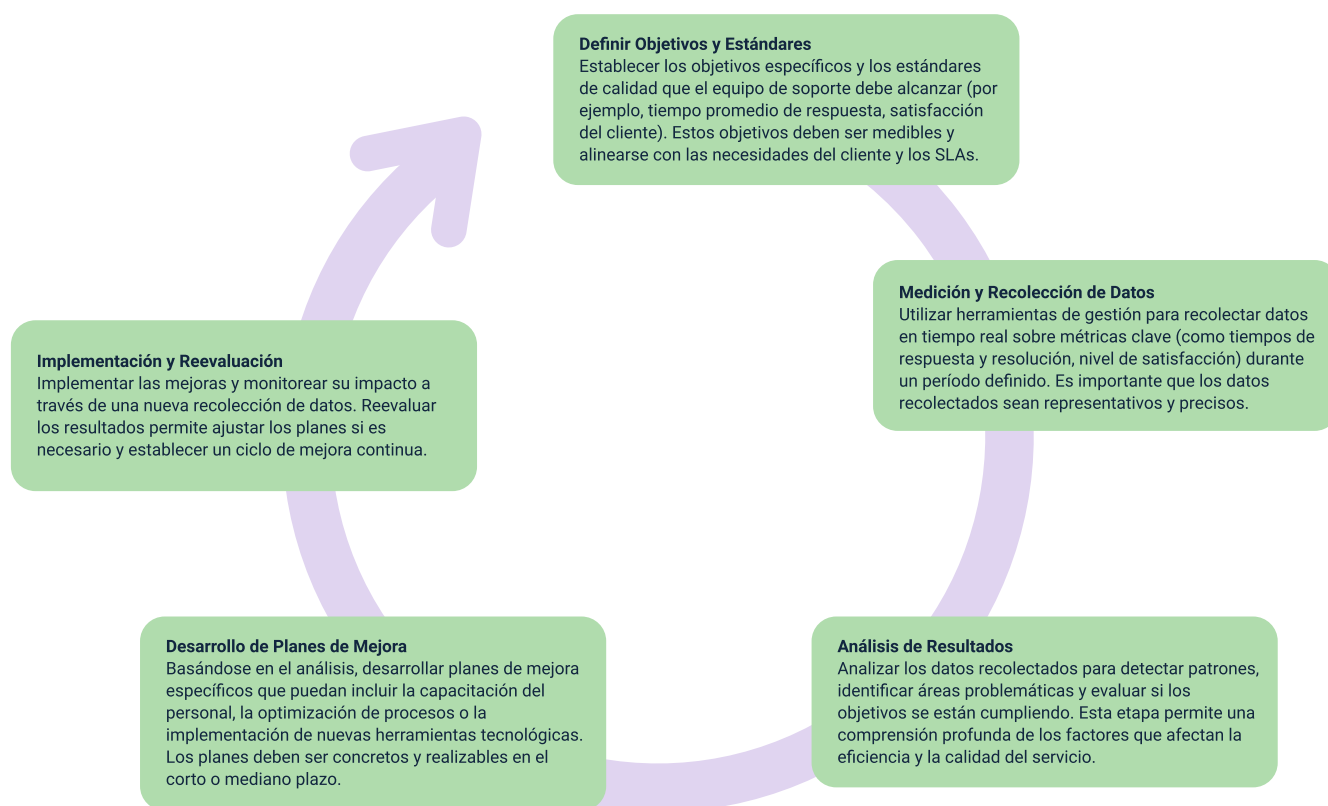 Definir Objetivos y Estándares
Establecer los objetivos específicos y los estándares
de calidad que el equipo de soporte debe alcanzar (por
ejemplo, tiempo promedio de respuesta, satisfacción
del cliente). Estos objetivos deben ser medibles y
alinearse con las necesidades del cliente y los SLAs.
Medición y Recolección de Datos
Utilizar herramientas de gestión para recolectar datos
en tiempo real sobre métricas clave (como tiempos de
respuesta y resolución, nivel de satisfacción) durante
un período definido. Es importante que los datos
recolectados sean representativos y precisos.
Análisis de Resultados
Analizar los datos recolectados para detectar patrones,
identificar áreas problemáticas y evaluar si los
objetivos se están cumpliendo. Esta etapa permite una
comprensión profunda de los factores que afectan la
eficiencia y la calidad del servicio.
Desarrollo de Planes de Mejora
Basándose en el análisis, desarrollar planes de mejora
específicos que puedan incluir la capacitación del
personal, la optimización de procesos o la
implementación de nuevas herramientas tecnológicas.
Los planes deben ser concretos y realizables en el
corto o mediano plazo.
Implementación y Reevaluación
Implementar las mejoras y monitorear su impacto a
través de una nueva recolección de datos. Reevaluar
los resultados permite ajustar los planes si es
necesario y establecer un ciclo de mejora continua.